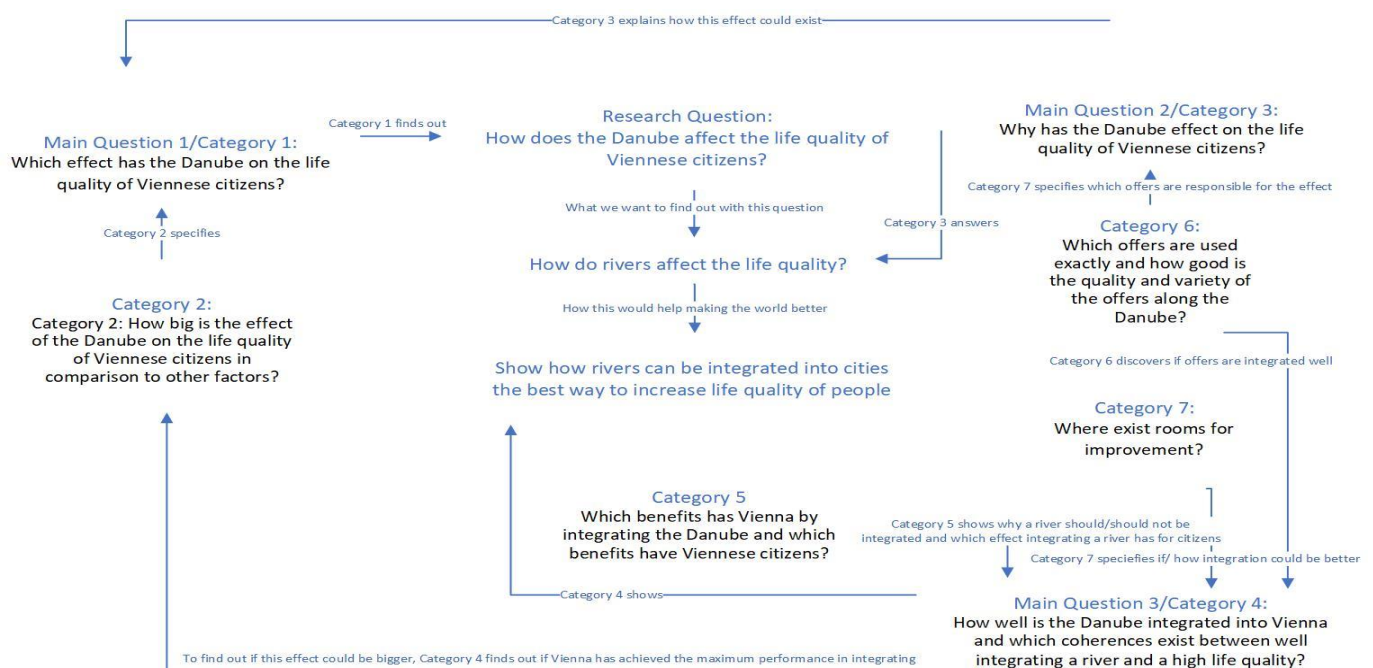 Category 3 explains how this effect could exist
Main Question 1/Category 1:
Which effect has the Danube on the life
quality of Viennese citizens?
Category 1 finds out
Research Question:
How does the Danube affect the life quality of
Viennese citizens?
Main Question 2/Category 3:
Why has the Danube effect on the life
quality of Viennese citizens?
Category 7 specifies which offers are responsible for the effect
What we want to find out with this question
Category 3 answers
Category 2 specifies
Category 6:
Which offers are used
exactly and how good is
the quality and variety of
the offers along the
Danube?
How do rivers affect the life quality?
Category 2:
Category 2: How big is the effect
of the Danube on the life quality
of Viennese citizens in
comparison to other factors?
How this would help making the world better
Category 6 discovers if offers are integrated well
Show how rivers can be integrated into cities
the best way to increase life quality of people
Category 7:
Where exist rooms for
improvement?
Category 5
Which benefits has Vienna by
integrating the Danube and which
benefits have Viennese citizens?
Category 5 shows why a river should/should not be
integrated and which effect integrating a river has for citizens
Category 7 speciefies if/ how integration could be better
Category 4 shows
Main Question 3/Category 4:
How well is the Danube integrated into Vienna
and which coherences exist between well
integrating a river and a high life quality?
To find out if this effect could be bigger, Category 4 finds out if Vienna has achieved the maximum performance in integrating